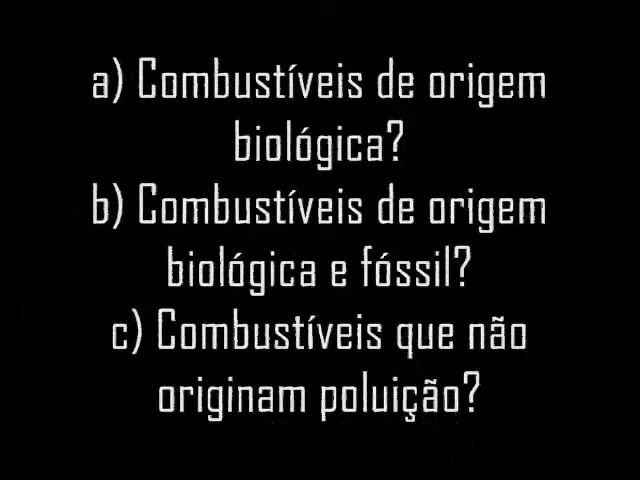 a) Combustíveis de origem
biológica?
b) Combustíveis de origem
biológica e fóssil?
c) Combustíveis que não
originam poluição?